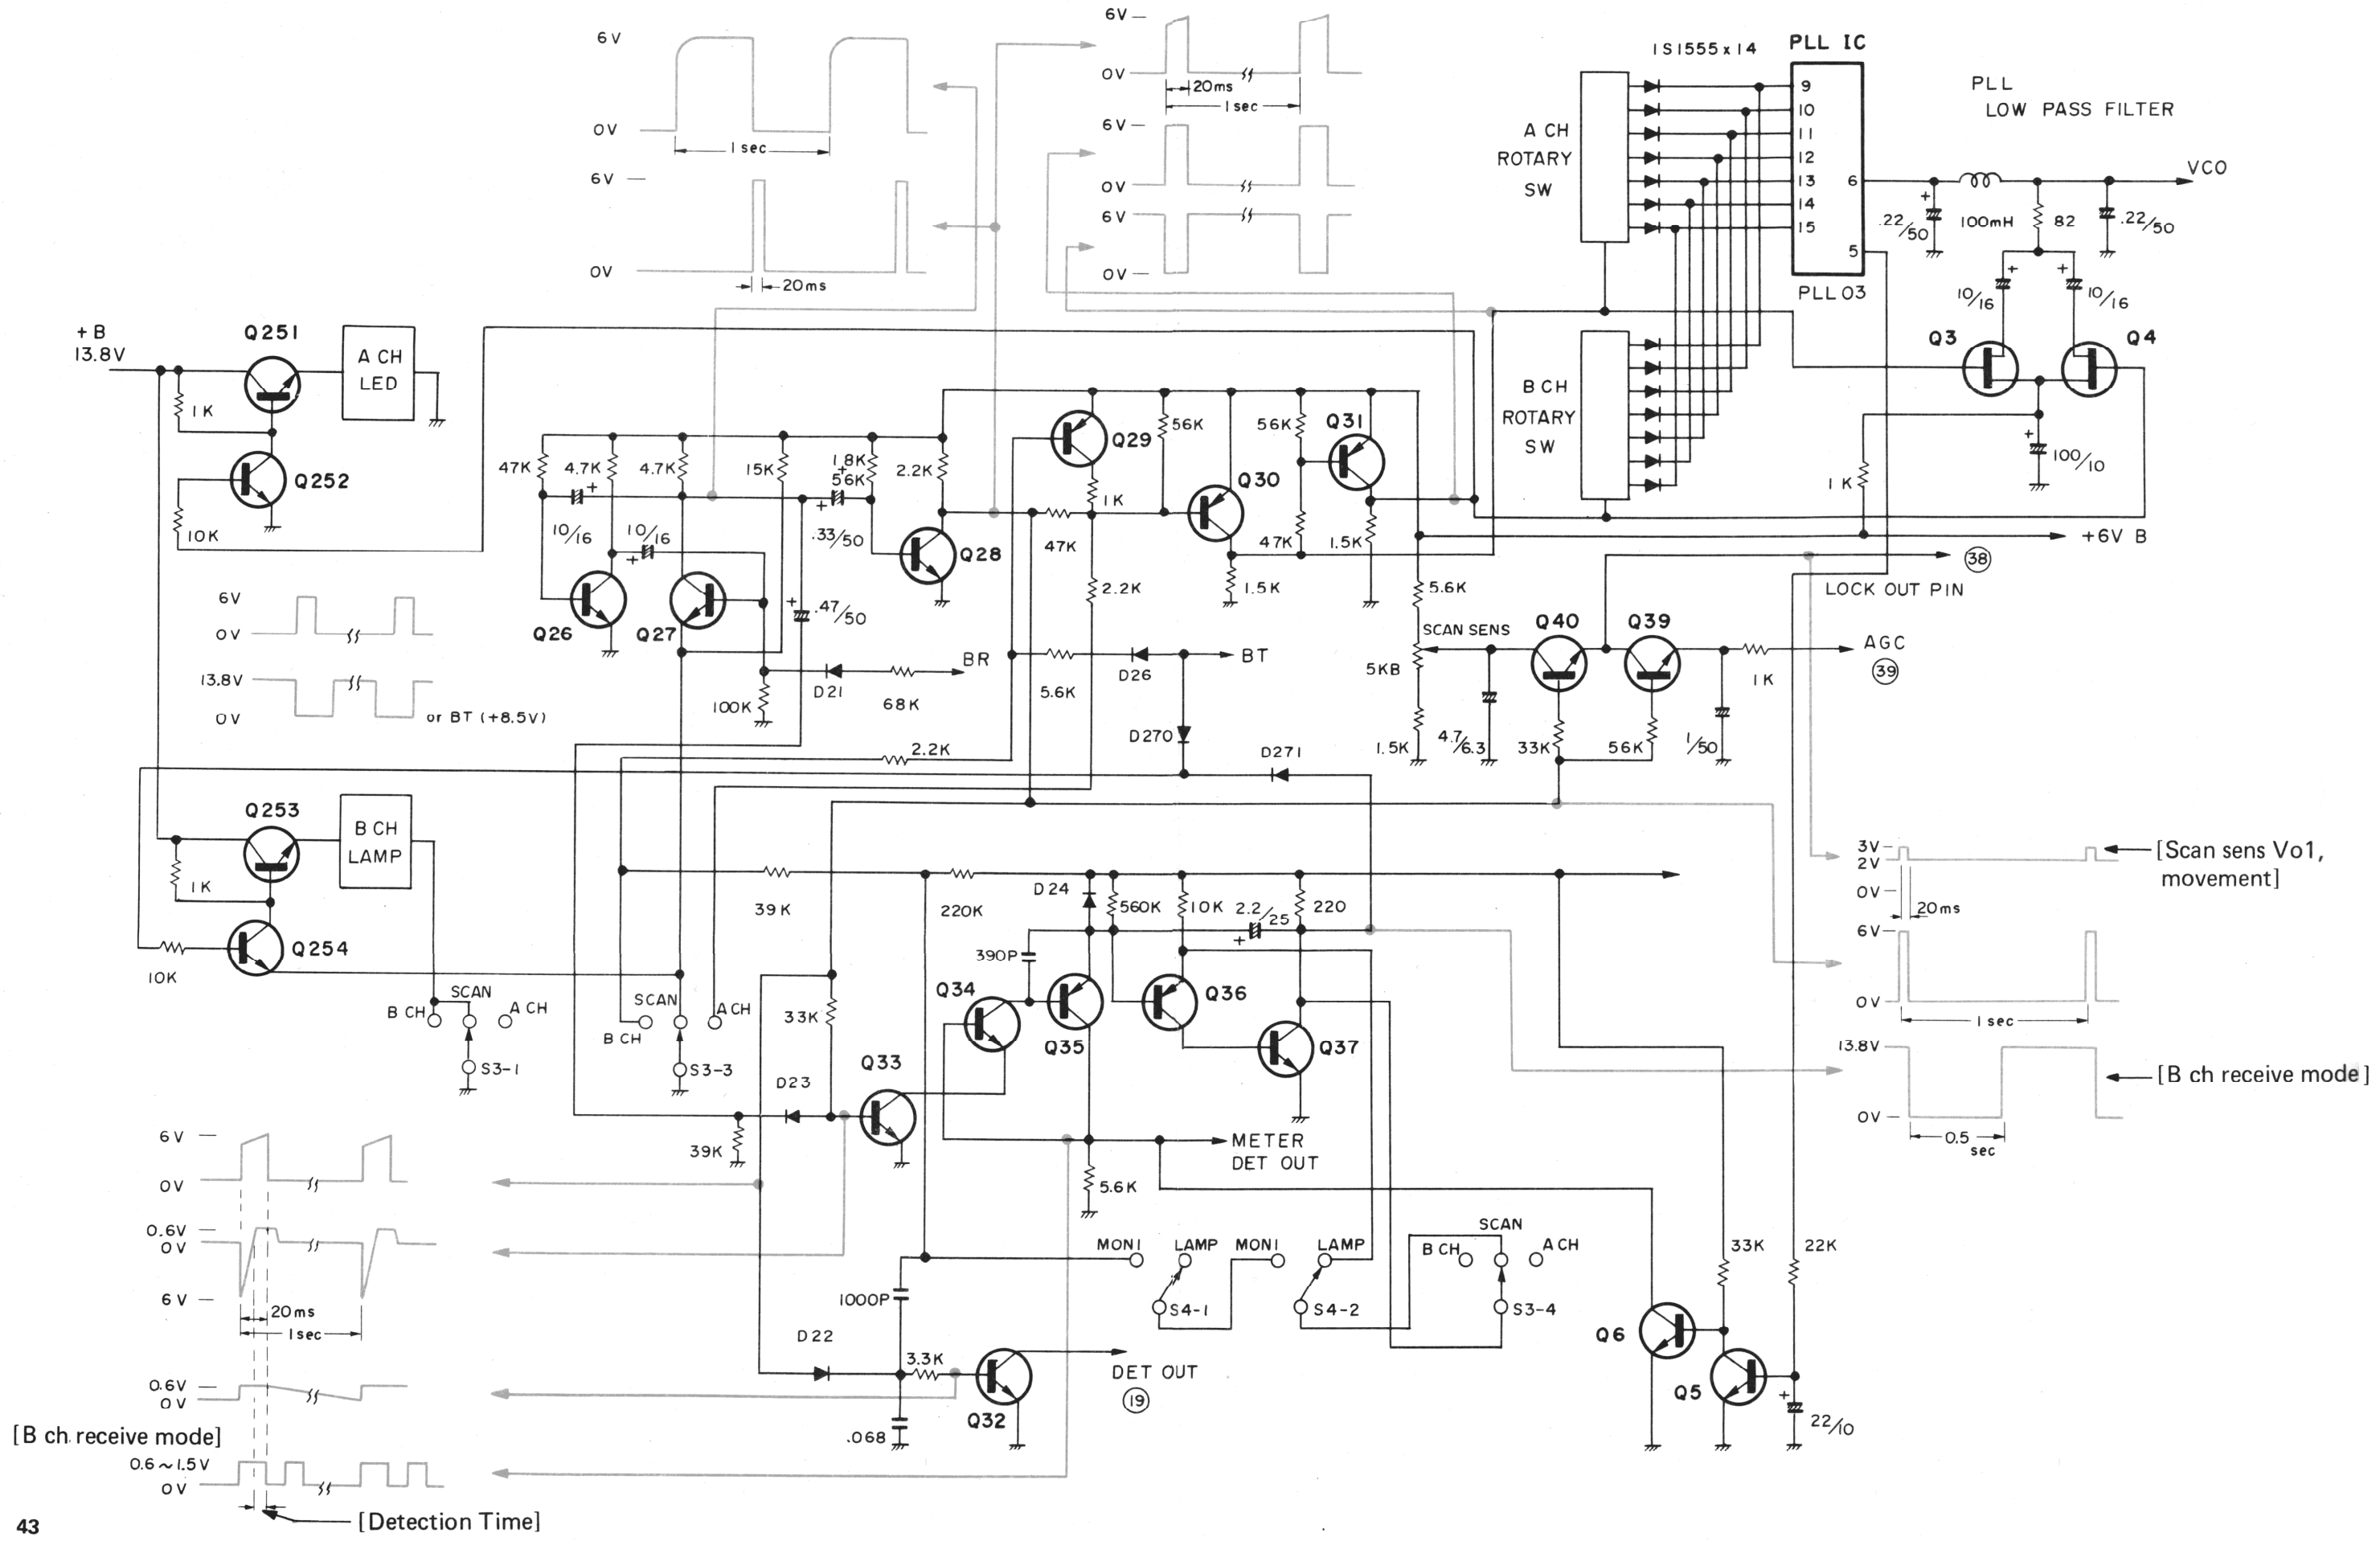 6V
0V
1 sec
6V
0V
20ms
6V
0V
20ms
1 sec
6V
0V
6V
0V
1S1555 x 14
PLL IC
A CH
ROTARY
SW
9
10
11
12
13
14
15
6
5
PLL03
PLL
LOW PASS FILTER
VCO
.22/50
100mH
82
.22/50
10/16
10/16
Q3
Q4
100/10
1K
+6V B
B CH
ROTARY
SW
+B
13.8V
Q251
A CH
LED
1K
Q252
10K
47K
4.7K
4.7K
15K
1.8K
+
56K
2.2K
10/16
10/16
.33/50
Q28
Q26
Q27
.47/50
Q29
1K
47K
2.2K
56K
Q30
1.5K
56K
47K
Q31
1.5K
5.6K
SCAN SENS
5KB
1.5K
4.7/6.3
Q40
Q39
33K
56K
1/50
1K
AGC
39
38
LOCK OUT PIN
6V
0V
13.8V
0V
or BT (+8.5V)
100K
D21
68K
BR
5.6K
D26
BT
D270
D271
2.2K
Q253
B CH
LAMP
1K
Q254
10K
B CH
SCAN
A CH
S3-1
SCAN
B CH
A CH
S3-3
39K
220K
33K
D23
39K
Q33
D24
560K
10K
2.2/25
220
390P
Q34
Q35
Q36
Q37
METER
DET OUT
5.6K
3V
2V
0V
20ms
[Scan sens Vo1,
movement]
6V
0V
1 sec
13.8V
0V
0.5
sec
[B ch receive mode]
6V
0V
0.6V
0V
6V
20ms
1sec
0.6V
0V
[B ch receive mode]
0.6~1.5V
0V
[Detection Time]
1000P
D22
3.3K
.068
Q32
DET OUT
19
MONI
LAMP
S4-1
MONI
LAMP
S4-2
SCAN
B CH
A CH
S3-4
33K
22K
Q6
Q5
22/10
43